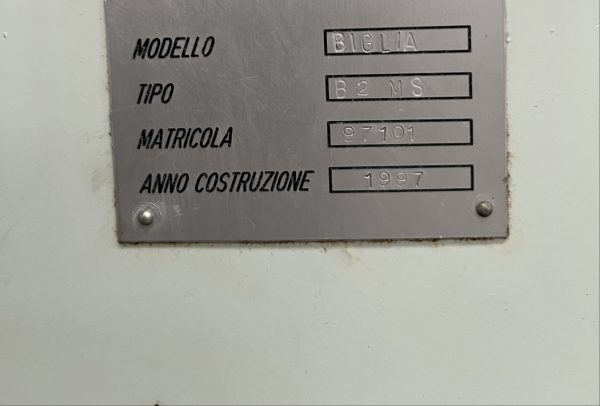 MODELLO BIGLIA
TIPO B2 MS
MATRICOLA 97101
ANNO COSTRUZIONE 1997